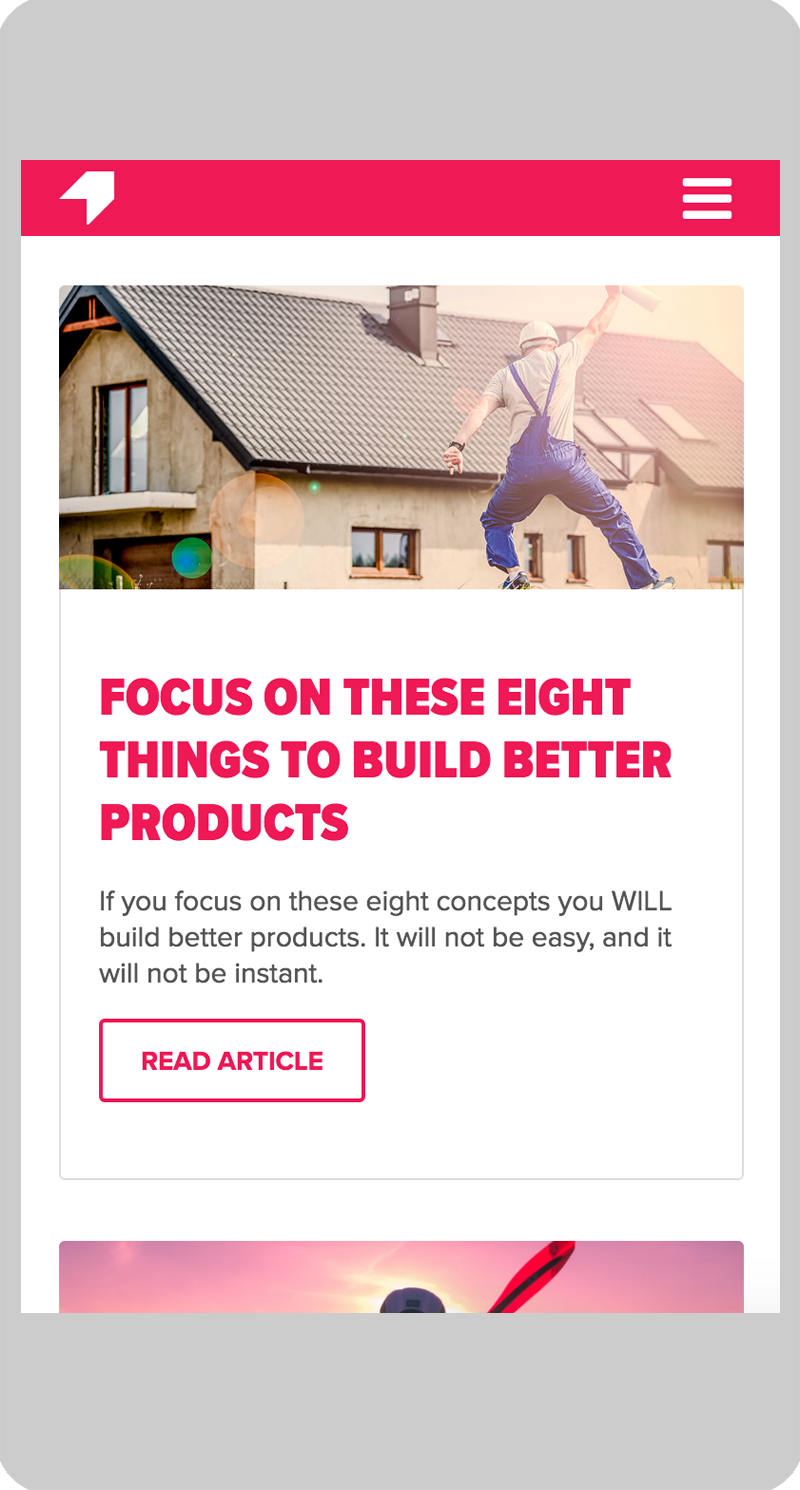 FOCUS ON THESE EIGHT
THINGS TO BUILD BETTER
PRODUCTS
If you focus on these eight concepts you WILL
build better products. It will not be easy, and it
will not be instant.
READ ARTICLE